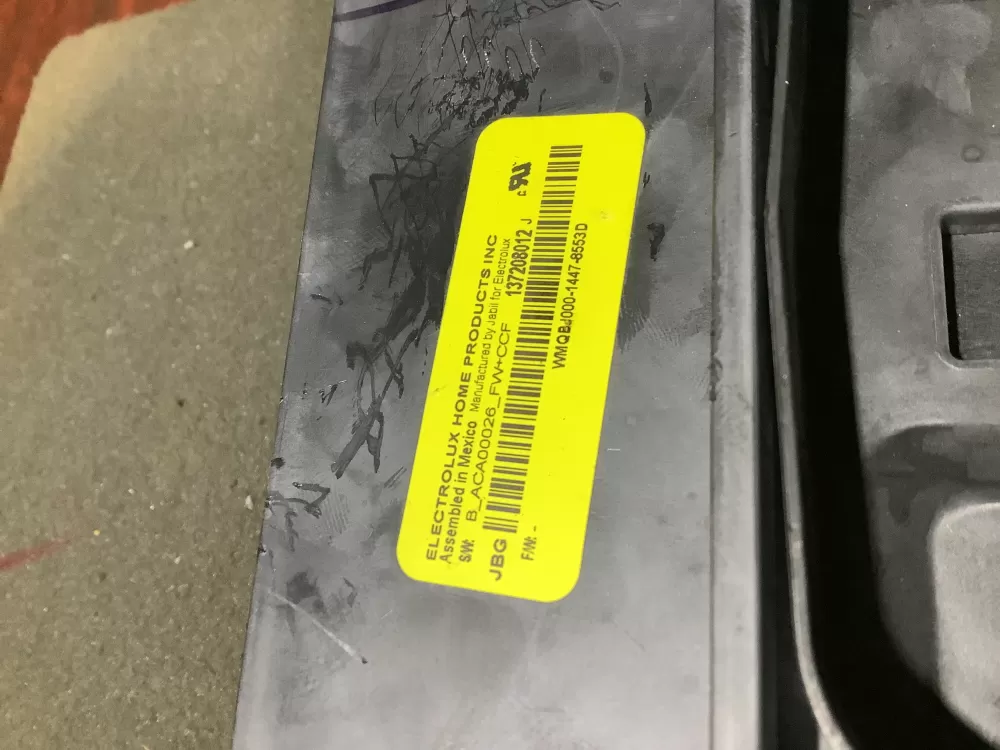 ELECTROLUX HOME PRODUCTS INC
Assembled in Mexico Manufactured by Jabil for Electrolux
S.W: B_ACA00026_FW+CCF 137208012 J
JBG
F/W: - WMQBJ000-1447-8553D